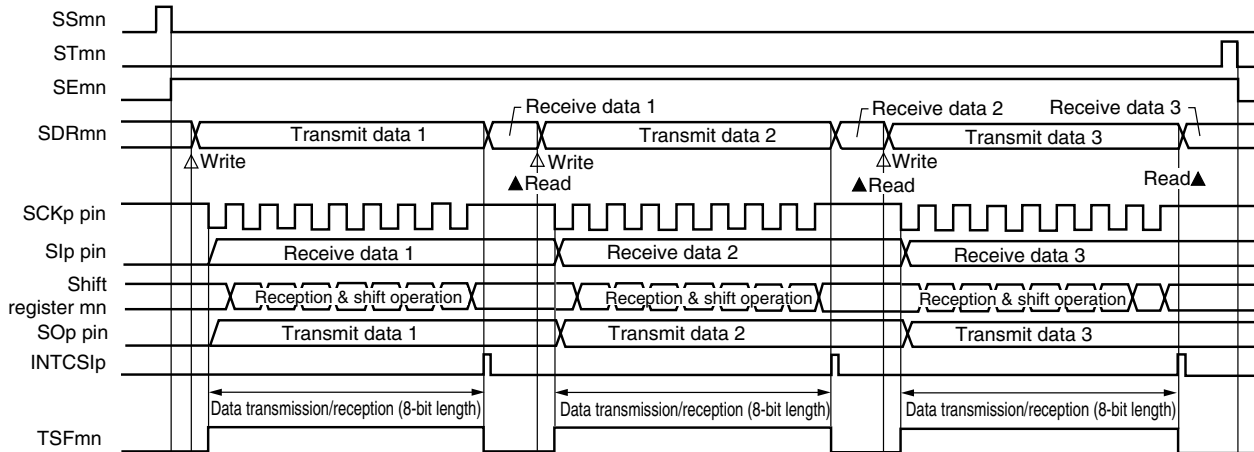 SSmn
STmn
SEmn
Receive data 1
Receive data 2
Receive data 3
SDRmn
Transmit data 1
Transmit data 2
Transmit data 3
△Write
△Write
△Write
▲Read
▲Read
Read▲
SCKp pin
SIp pin
Receive data 1
Receive data 2
Receive data 3
Shift
register mn
Reception & shift operation
Reception & shift operation
Reception & shift operation
SOp pin
Transmit data 1
Transmit data 2
Transmit data 3
INTCSIp
Data transmission/reception (8-bit length)
Data transmission/reception (8-bit length)
Data transmission/reception (8-bit length)
TSFmn